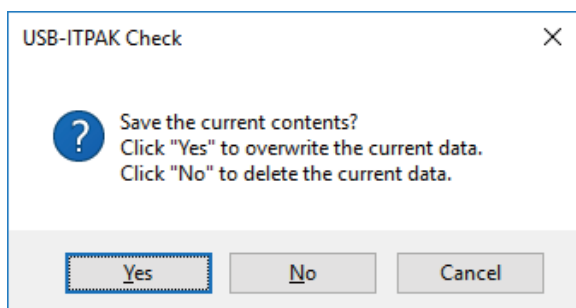 USB-ITPAK Check
Save the current contents?
Click "Yes" to overwrite the current data.
Click "No" to delete the current data.
Yes
No
Cancel